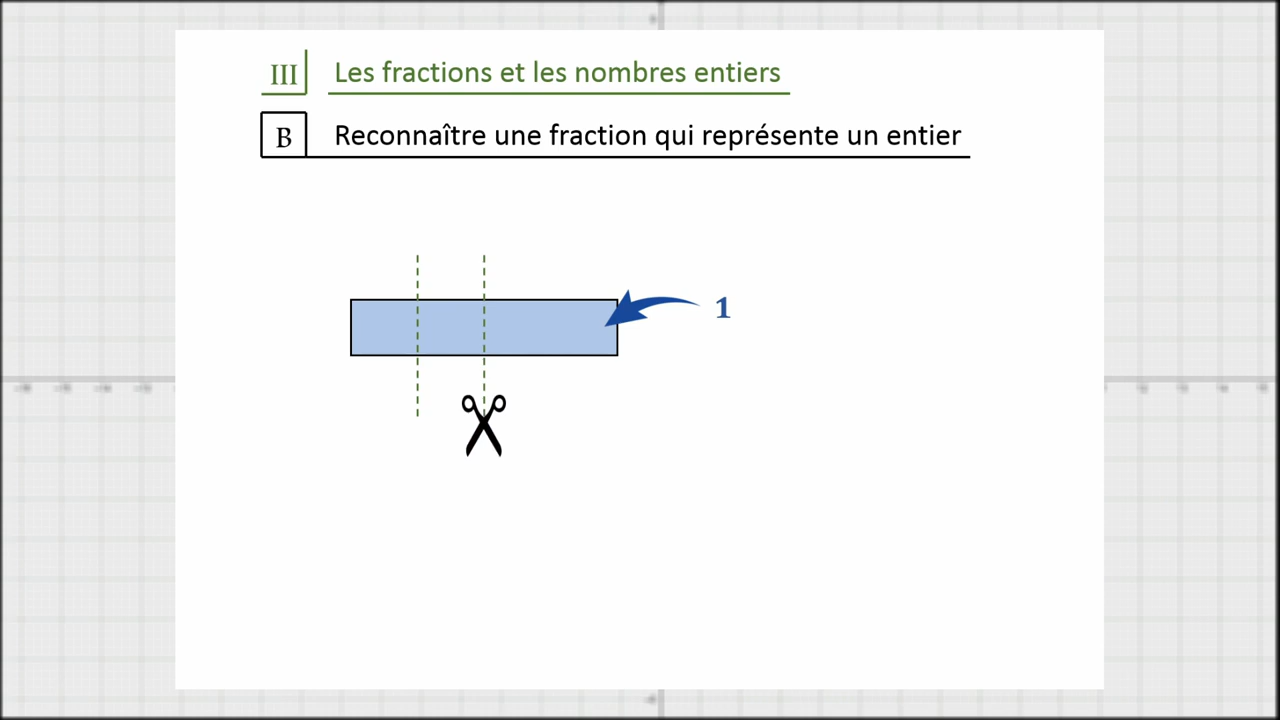 III Les fractions et les nombres entiers
B Reconnaître une fraction qui représente un entier
1